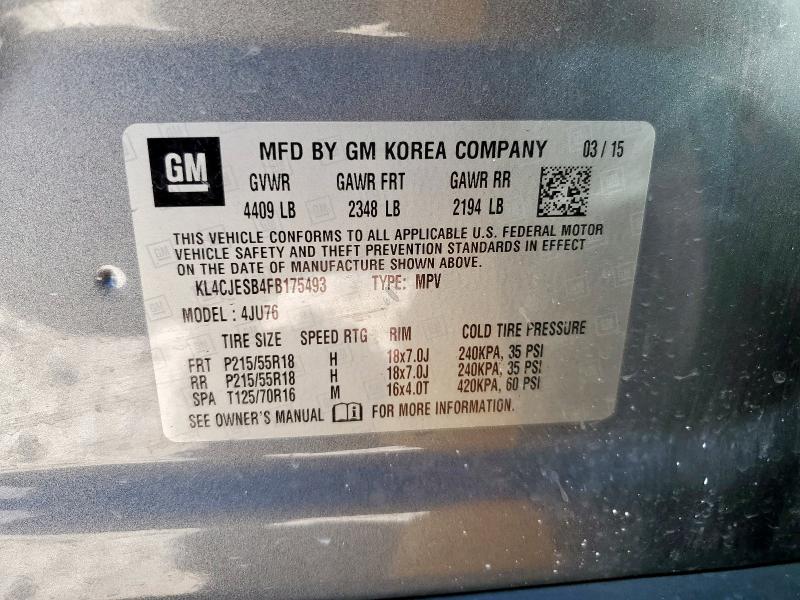 GM
MFD BY GM KOREA COMPANY 03 / 15
GVWR GAWR FRT GAWR RR
4409 LB 2348 LB 2194 LB
THIS VEHICLE CONFORMS TO ALL APPLICABLE U.S. FEDERAL MOTOR
VEHICLE SAFETY AND THEFT PREVENTION STANDARDS IN EFFECT
ON THE DATE OF MANUFACTURE SHOWN ABOVE.
KL4CJESB4FB175493 TYPE: MPV
MODEL : 4JU76
TIRE SIZE SPEED RTG RIM COLD TIRE PRESSURE
FRT P215/55R18 H 18x7.0J 240KPA, 35 PSI
RR P215/55R18 H 18x7.0J 240KPA, 35 PSI
SPA T125/70R16 M 16x4.0T 420KPA, 60 PSI
SEE OWNER'S MANUAL FOR MORE INFORMATION.